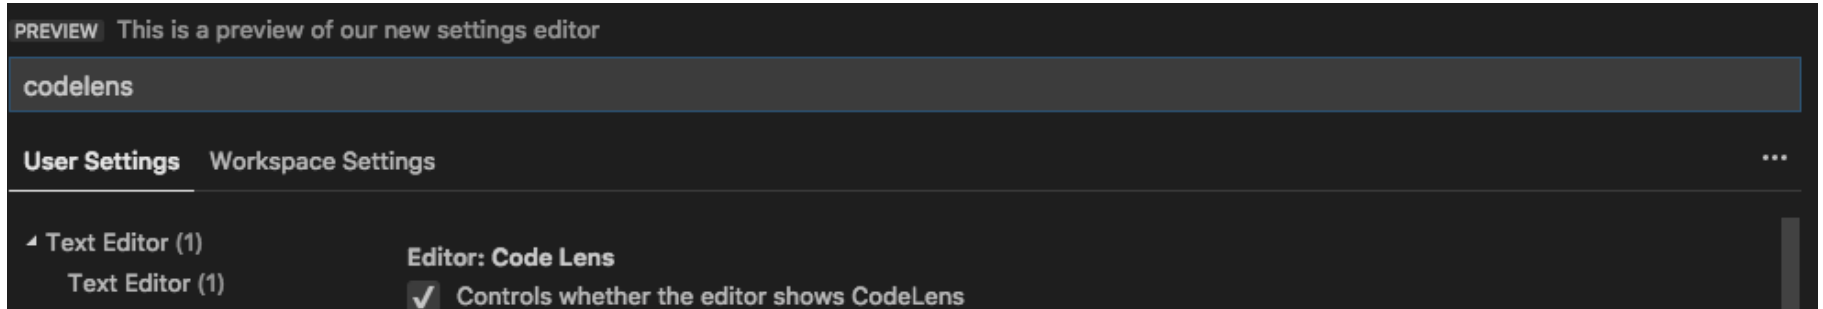 PREVIEW This is a preview of our new settings editor
codelens
User Settings Workspace Settings
Text Editor (1)
Text Editor (1)
Editor: Code Lens
Controls whether the editor shows CodeLens